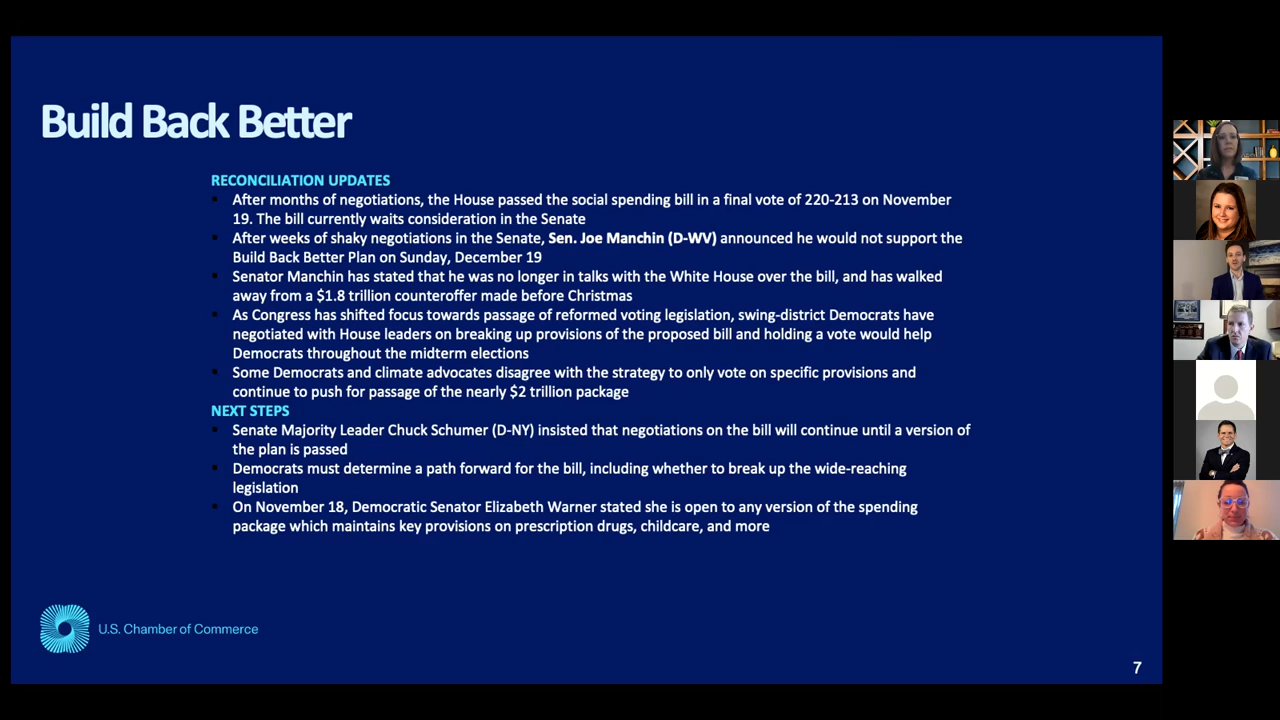 Build Back Better
RECONCILIATION UPDATES
After months of negotiations, the House passed the social spending bill in a final vote of 220-213 on November
19. The bill currently waits consideration in the Senate
After weeks of shaky negotiations in the Senate, Sen. Joe Manchin (D-WV) announced he would not support the
Build Back Better Plan on Sunday, December 19
Senator Manchin has stated that he was no longer in talks with the White House over the bill, and has walked
away from a $1.8 trillion counteroffer made before Christmas
As Congress has shifted focus towards passage of reformed voting legislation, swing-district Democrats have
negotiated with House leaders on breaking up provisions of the proposed bill and holding a vote would help
Democrats throughout the midterm elections
Some Democrats and climate advocates disagree with the strategy to only vote on specific provisions and
continue to push for passage of the nearly $2 trillion package
NEXT STEPS
Senate Majority Leader Chuck Schumer (D-NY) insisted that negotiations on the bill will continue until a version of
the plan is passed
Democrats must determine a path forward for the bill, including whether to break up the wide-reaching
legislation
On November 18, Democratic Senator Elizabeth Warner stated she is open to any version of the spending
package which maintains key provisions on prescription drugs, childcare, and more
U.S. Chamber of Commerce
7